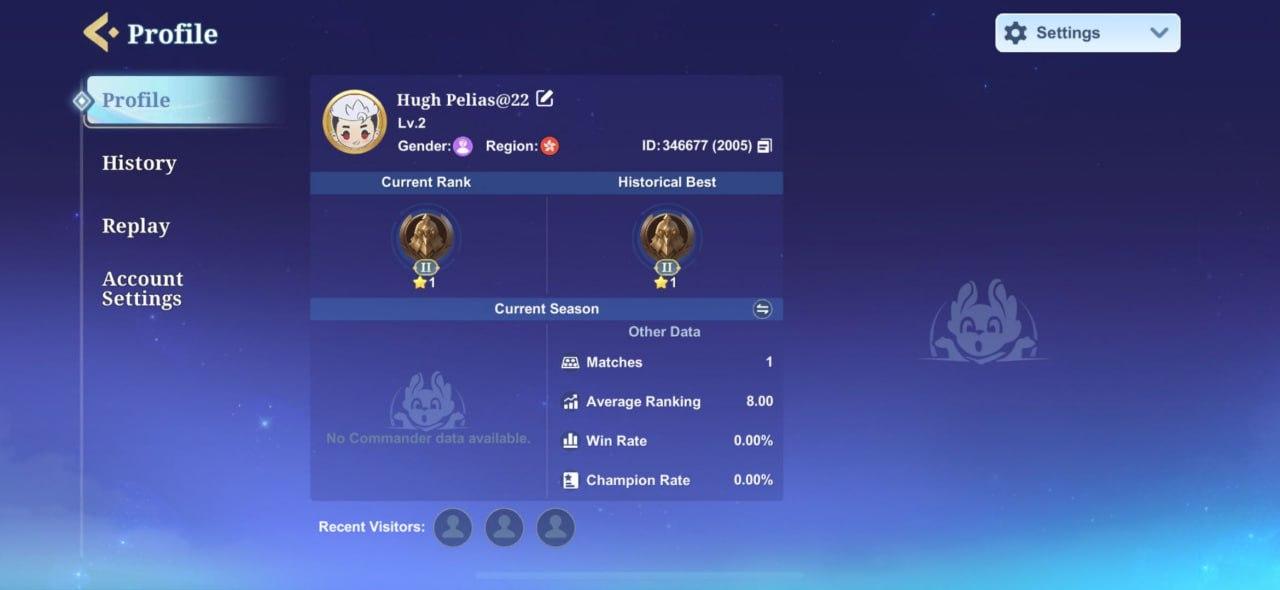 Profile
Settings
Profile
History
Replay
Account
Settings
Hugh Pelias@22
Lv.2
Gender: Region: ID:346677 (2005)
Current Rank Historical Best
II II
1 1
Current Season
Other Data
Matches 1
Average Ranking 8.00
No Commander data available.
Win Rate 0.00%
Champion Rate 0.00%
Recent Visitors: